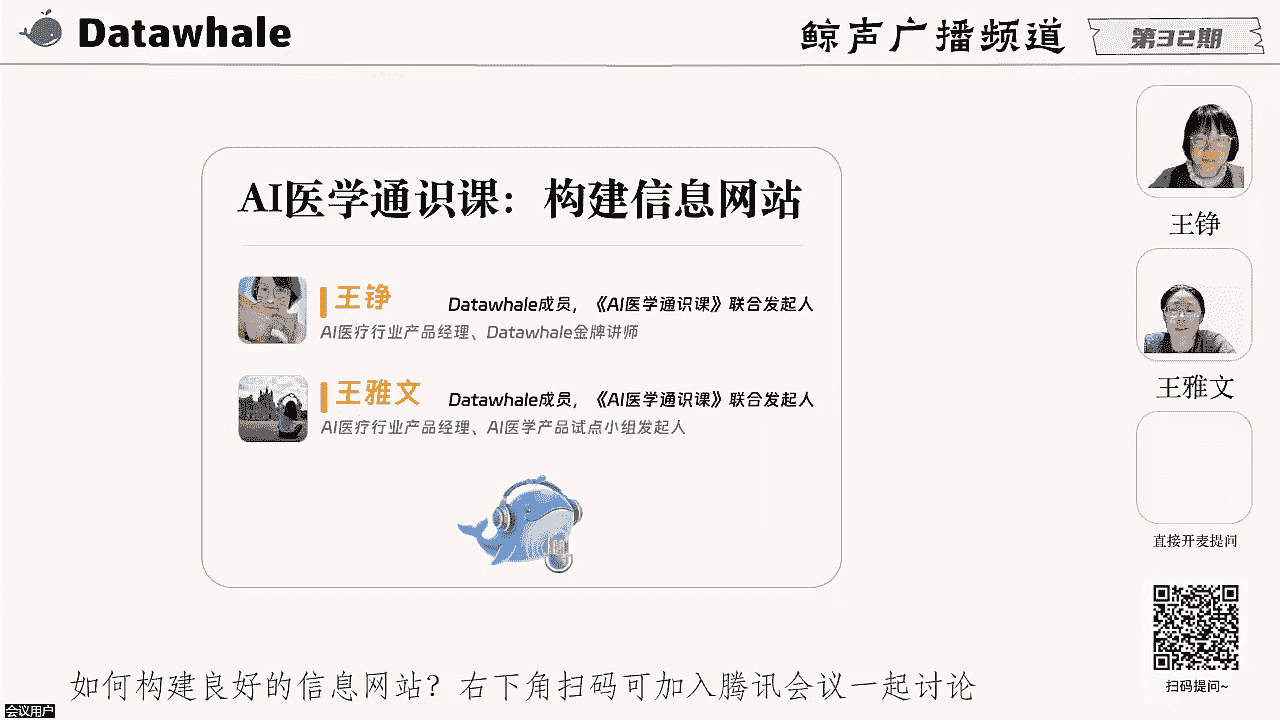 Datawhale
鲸声广播频道
第32期
AI医学通识课：构建信息网站
王铮
Datawhale成员，《AI医学通识课》联合发起人
AI医疗行业产品经理、Datawhale金牌讲师
王雅文
Datawhale成员，《AI医学通识课》联合发起人
AI医疗行业产品经理、AI医学产品试点小组发起人
王铮
王雅文
直接开麦提问
扫码提问~
如何构建良好的信息网站？右下角扫码可加入腾讯会议一起讨论
会议用户